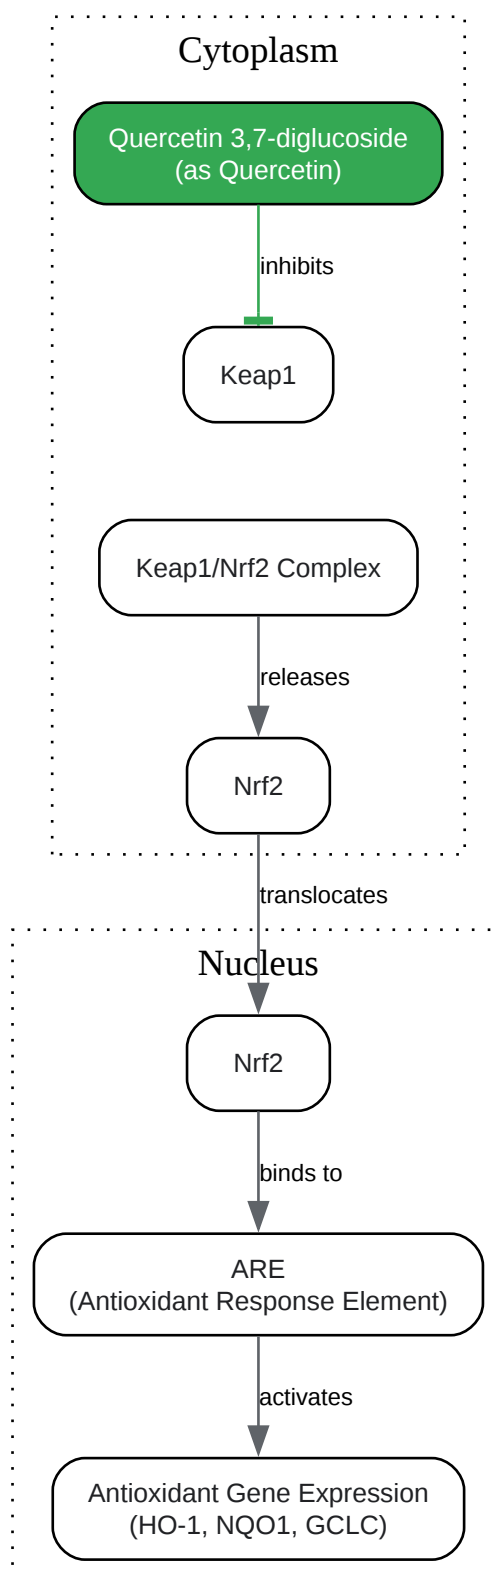 Cytoplasm
Quercetin 3,7-diglucoside
(as Quercetin)
inhibits
Keap1
Keap1/Nrf2 Complex
releases
Nrf2
translocates
Nucleus
Nrf2
binds to
ARE
(Antioxidant Response Element)
activates
Antioxidant Gene Expression
(HO-1, NQO1, GCLC)